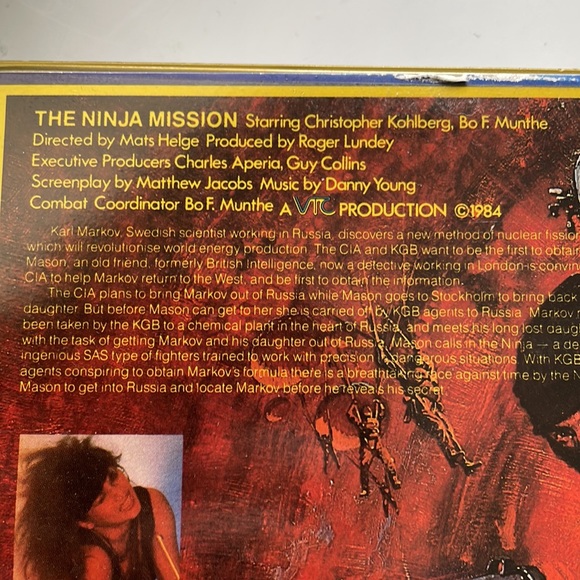 THE NINJA MISSION Starring Christopher Kohlberg, Bo F. Munthe
Directed by Mats Helge Produced by Roger Lundey
Executive Producers Charles Aperia, Guy Collins
Screenplay by Matthew Jacobs Music by Danny Young
Combat Coordinator Bo F. Munthe A VTC PRODUCTION ©1984
Karl Markov, Swedish scientist working in Russia, discovers a new method of nuclear fission
which will revolutionise world energy production. The CIA and KGB want to be the first to obtain
Mason, an old friend, formerly British Intelligence, now a detective working in London is
CIA to help Markov return to the West, and be first to obtain the information.
The CIA plans to bring Markov out of Russia while Mason goes to Stockholm to bring back
daughter. But before Mason can get to her she is carried off by KGB agents to Russia. Markov
been taken by the KGB to a chemical plant in the heart of Russia and meets his long lost
with the task of getting Markov and his daughter out of Russia, Mason calls in the Ninja — a
ingenious SAS type of fighters trained to work with precision in dangerous situations. With KGB
agents conspiring to obtain Markov's formula there is a breathtaking race against time by the
Mason to get into Russia and locate Markov before he reveals his secret.